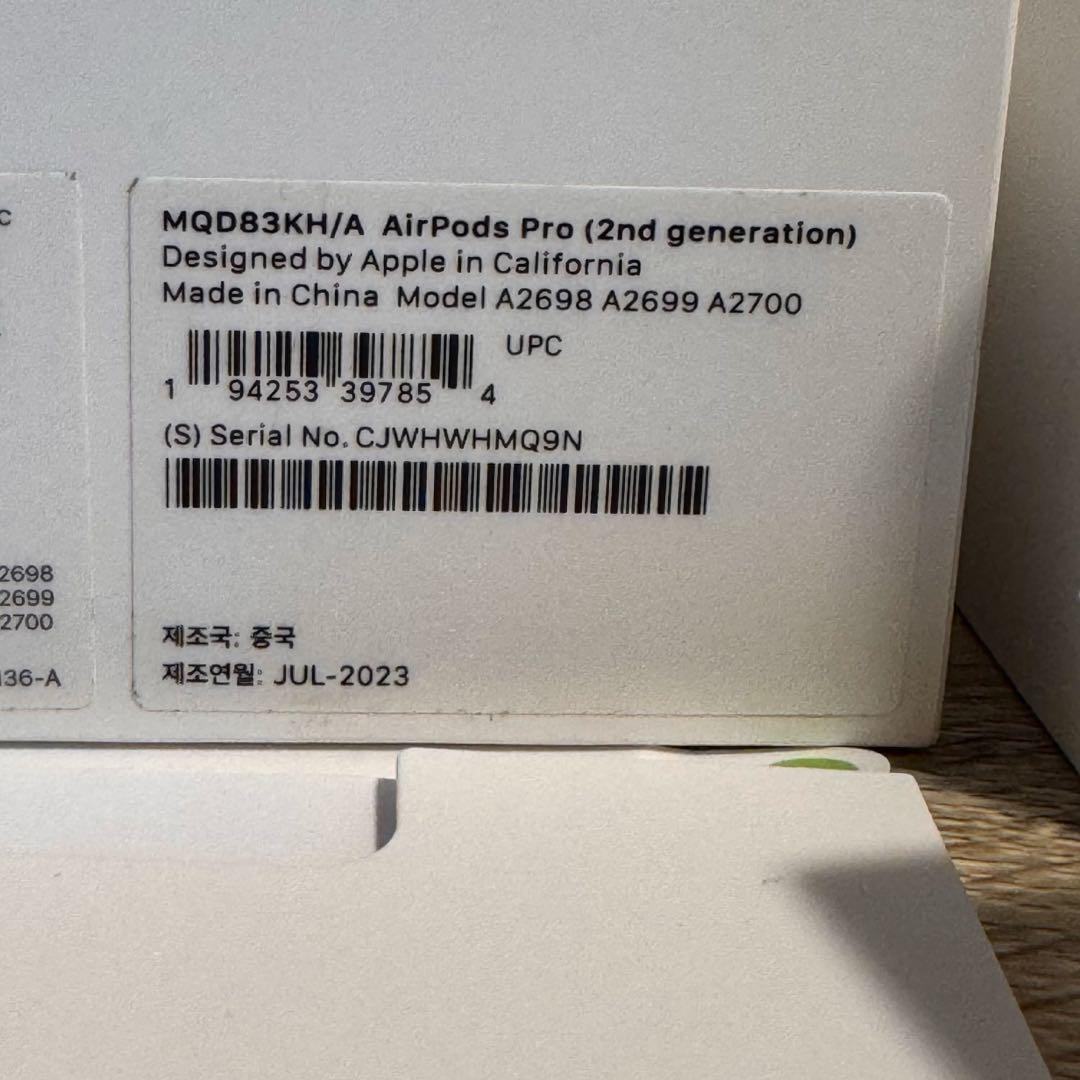 C
2698
2699
2700
136-A
MQD83KH/A AirPods Pro (2nd generation)
Designed by Apple in California
Made in China Model A2698 A2699 A2700
UPC
1 94253 39785 4
(S) Serial No. CJWHWHMQ9N
제조국: 중국
제조연월: JUL-2023